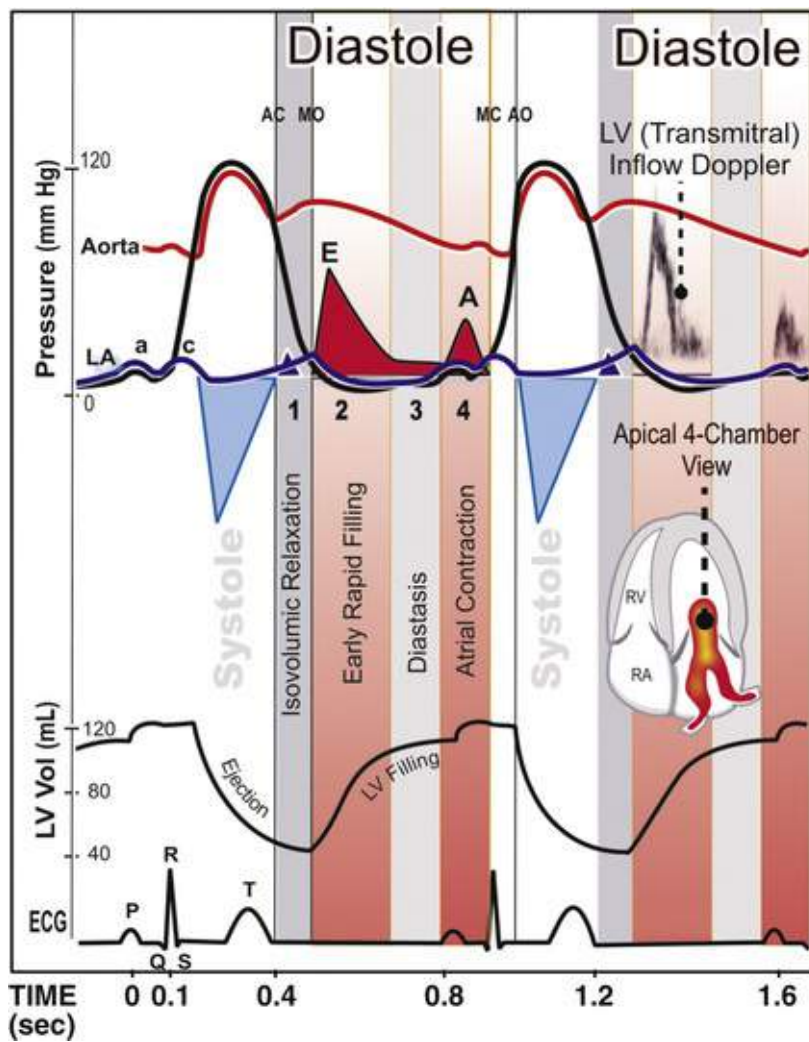 Diastole
Diastole
AC MO
MC AO
LV (Transmitral)
Inflow Doppler
Pressure (mm Hg)
120
Aorta
E
A
LA
a
c
0
1
2
3
4
Apical 4-Chamber
View
Systole
Isovolumic Relaxation
Early Rapid Filling
Diastasis
Atrial Contraction
Systole
RV
RA
LV Vol (mL)
120
80
40
Ejection
LV Filling
ECG
P
R
Q
S
T
TIME
(sec)
0
0.1
0.4
0.8
1.2
1.6